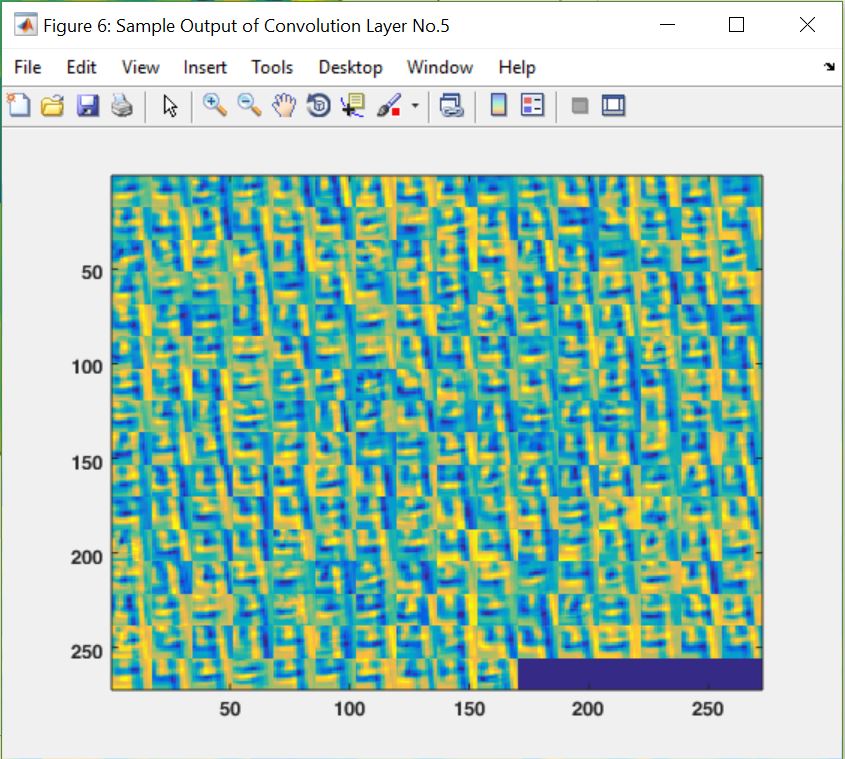 Figure 6: Sample Output of Convolution Layer No.5
File Edit View Insert Tools Desktop Window Help
50
100
150
200
250
50 100 150 200 250